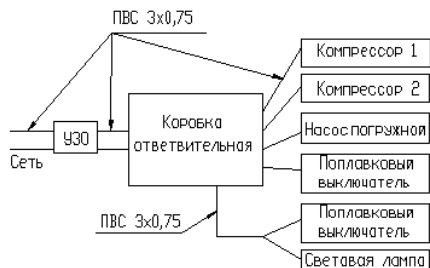 ПВС 3х0,75
Компрессор 1
Компрессор 2
Коробка
ответвительная
УЗО
Насос погружной
Сеть
Поплавковый
выключатель
ПВС 3х0,75
Поплавковый
выключатель
Световая лампа